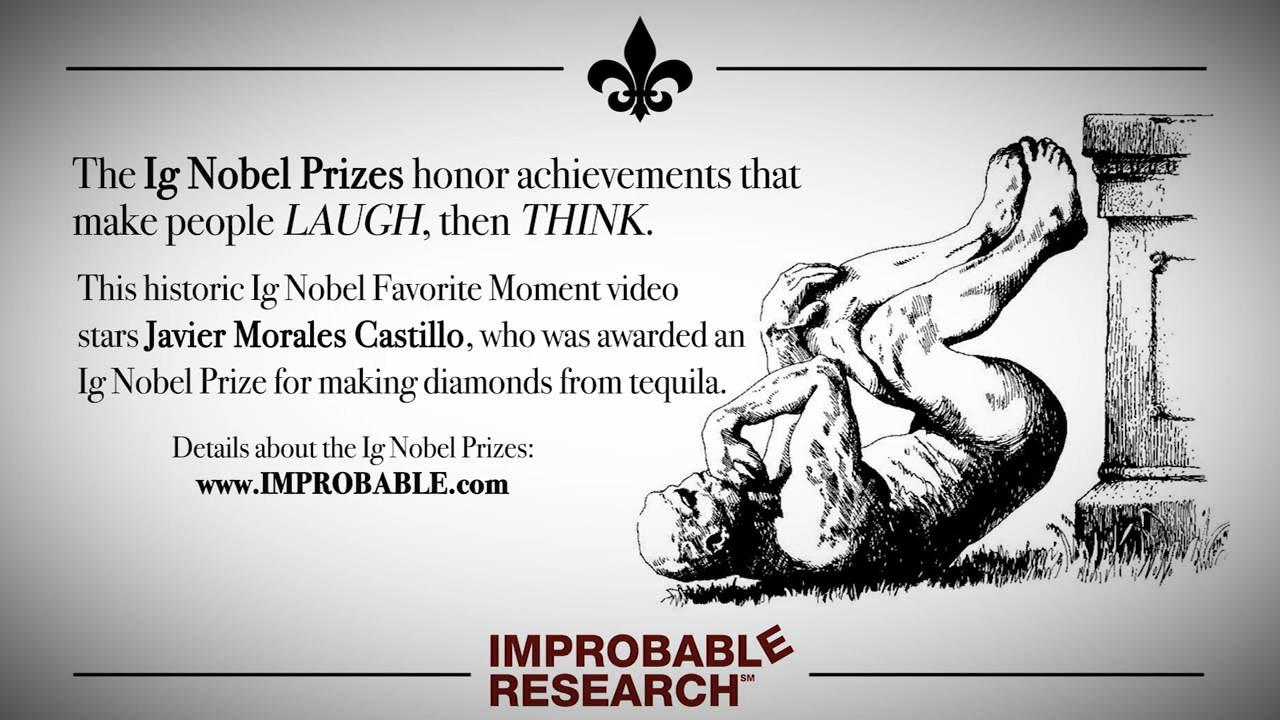 The Ig Nobel Prizes honor achievements that
make people LAUGH, then THINK.
This historic Ig Nobel Favorite Moment video
stars Javier Morales Castillo, who was awarded an
Ig Nobel Prize for making diamonds from tequila.
Details about the Ig Nobel Prizes:
www.IMPROBABLE.com
IMPROBABLE
RESEARCH℠